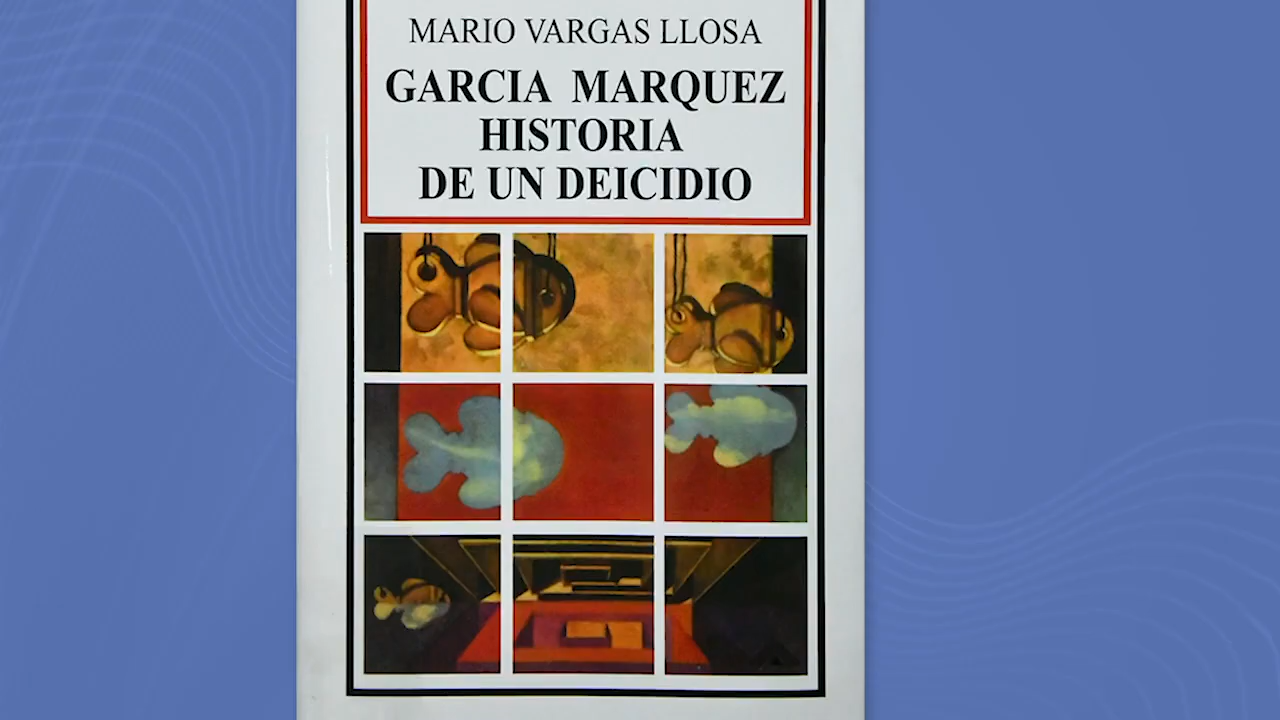 MARIO VARGAS LLOSA
GARCIA MARQUEZ
HISTORIA
DE UN DEICIDIO